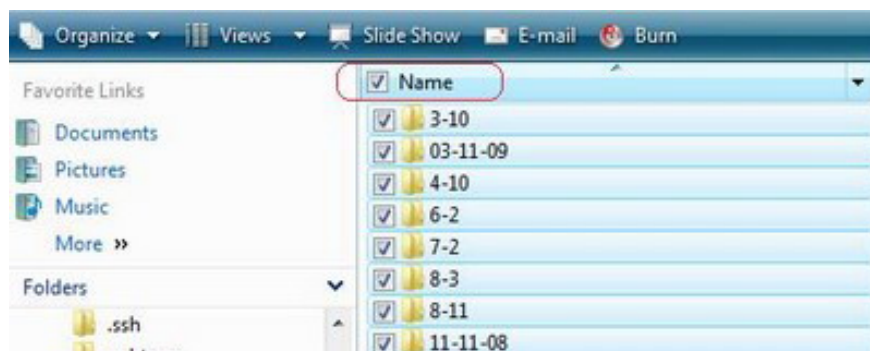 Organize Views Slide Show E-mail Burn
Favorite Links
Documents
Pictures
Music
More »
Folders
.ssh
Name
3-10
03-11-09
4-10
6-2
7-2
8-3
8-11
11-11-08